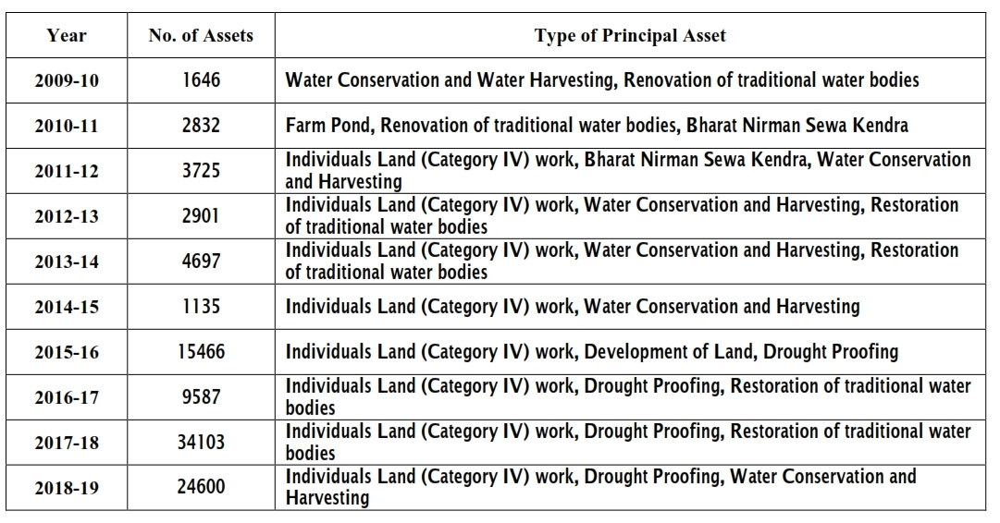 Year No. of Assets Type of Principal Asset
2009-10 1646 Water Conservation and Water Harvesting, Renovation of traditional water bodies
2010-11 2832 Farm Pond, Renovation of traditional water bodies, Bharat Nirman Sewa Kendra
2011-12 3725 Individuals Land (Category IV) work, Bharat Nirman Sewa Kendra, Water Conservation
and Harvesting
2012-13 2901 Individuals Land (Category IV) work, Water Conservation and Harvesting, Restoration
of traditional water bodies
2013-14 4697 Individuals Land (Category IV) work, Water Conservation and Harvesting, Restoration
of traditional water bodies
2014-15 1135 Individuals Land (Category IV) work, Water Conservation and Harvesting
2015-16 15466 Individuals Land (Category IV) work, Development of Land, Drought Proofing
2016-17 9587 Individuals Land (Category IV) work, Drought Proofing, Restoration of traditional water
bodies
2017-18 34103 Individuals Land (Category IV) work, Drought Proofing, Restoration of traditional water
bodies
2018-19 24600 Individuals Land (Category IV) work, Drought Proofing, Water Conservation and
Harvesting